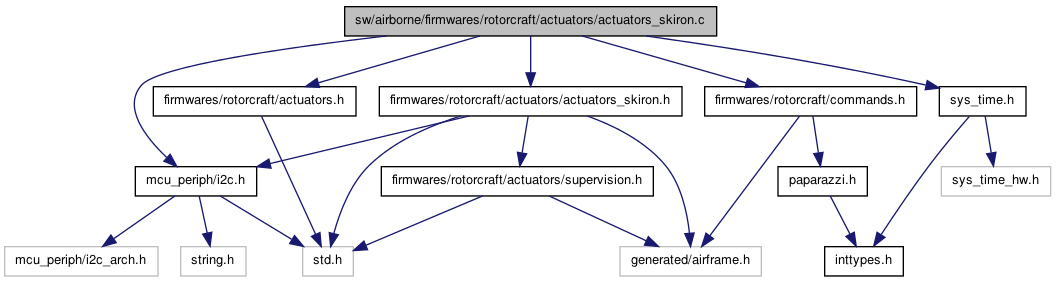 sw/airborne/firmwares/rotorcraft/actuators/actuators_skiron.c
firmwares/rotorcraft/actuators.h
firmwares/rotorcraft/actuators/actuators_skiron.h
firmwares/rotorcraft/commands.h
sys_time.h
mcu_periph/i2c.h
firmwares/rotorcraft/actuators/supervision.h
paparazzi.h
sys_time_hw.h
mcu_periph/i2c_arch.h
string.h
std.h
generated/airframe.h
inttypes.h